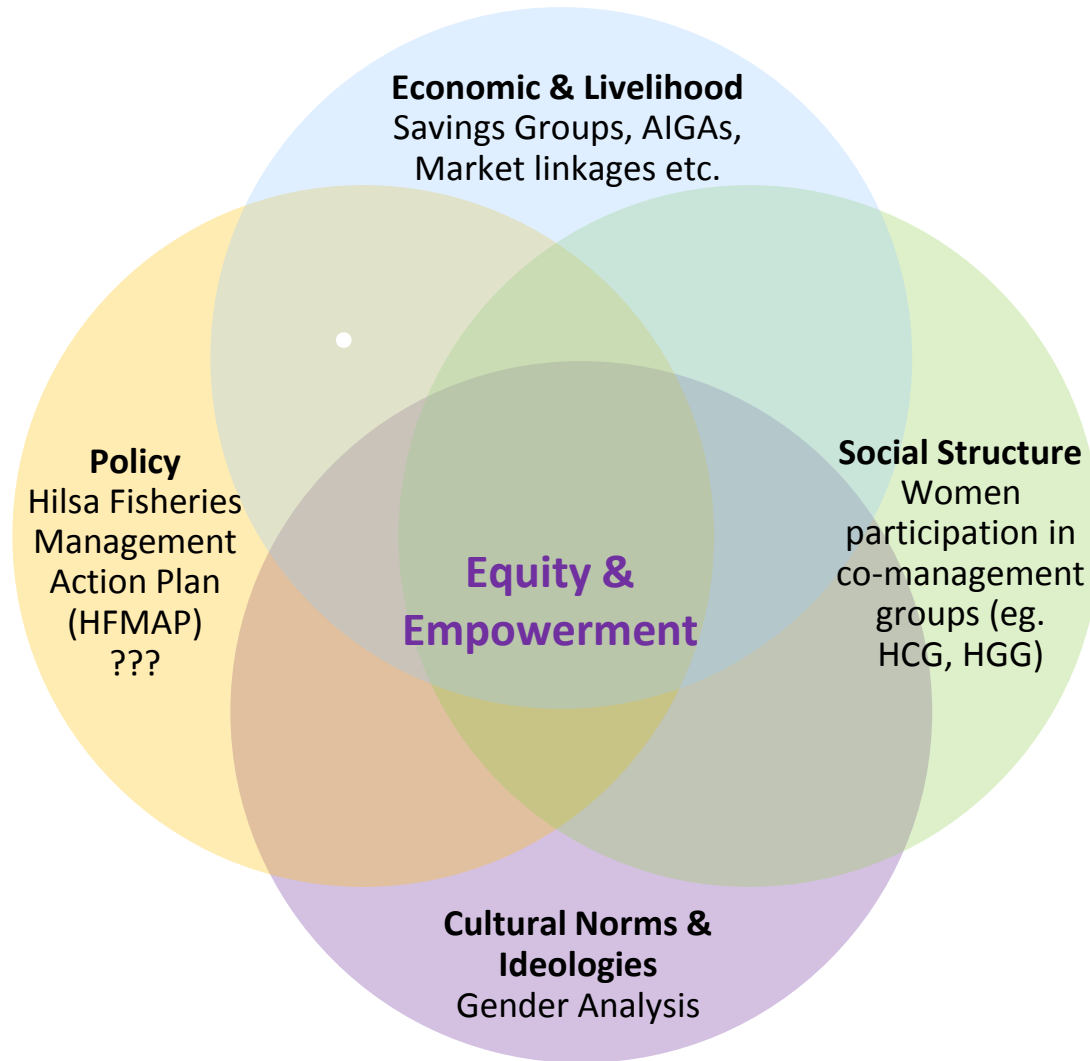 Economic & Livelihood
Savings Groups, AIGAs,
Market linkages etc.
Policy
Hilsa Fisheries
Management
Action Plan
(HFMAP)
???
Equity &
Empowerment
Social Structure
Women
participation in
co-management
groups (eg.
HCG, HGG)
Cultural Norms &
Ideologies
Gender Analysis